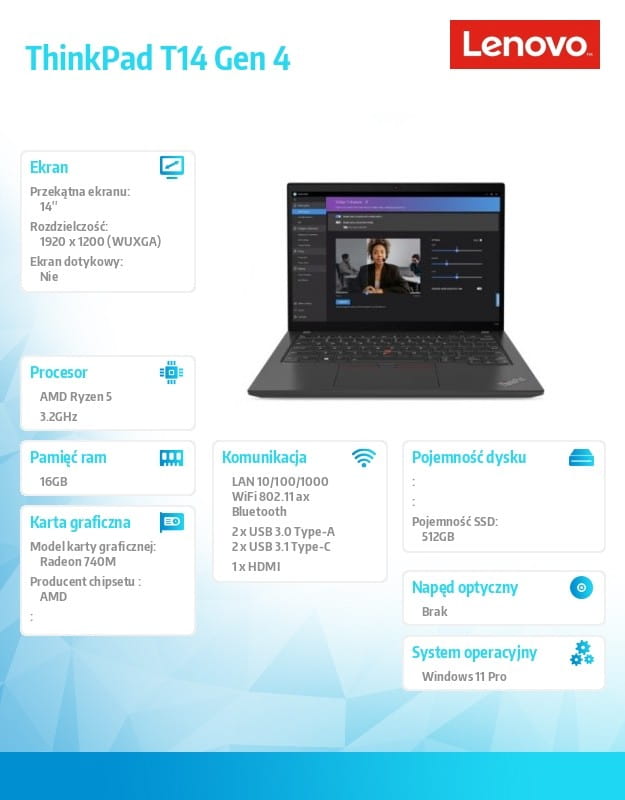 ThinkPad T14 Gen 4
Lenovo
Ekran
Przekątna ekranu:
14"
Rozdzielczość:
1920 x 1200 (WUXGA)
Ekran dotykowy:
Nie
Procesor
AMD Ryzen 5
3.2GHz
Pamięć ram
16GB
Karta graficzna
Model karty graficznej:
Radeon 740M
Producent chipsetu :
AMD
:
Komunikacja
LAN 10/100/1000
WiFi 802.11 ax
Bluetooth
2 x USB 3.0 Type-A
2 x USB 3.1 Type-C
1 x HDMI
Pojemność dysku
:
:
Pojemność SSD:
512GB
Napęd optyczny
Brak
System operacyjny
Windows 11 Pro